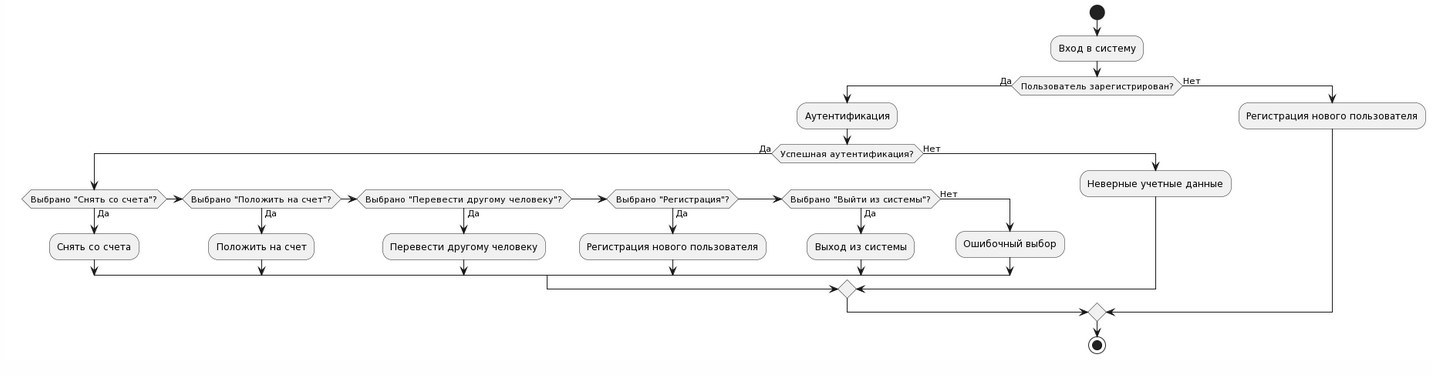 Вход в систему
Да
Пользователь зарегистрирован?
Нет
Аутентификация
Регистрация нового пользователя
Да
Успешная аутентификация?
Нет
Неверные учетные данные
Выбрано "Снять со счета"?
Выбрано "Положить на счет"?
Выбрано "Перевести другому человеку"?
Выбрано "Регистрация"?
Выбрано "Выйти из системы"?
Нет
Да
Да
Да
Да
Да
Снять со счета
Положить на счет
Перевести другому человеку
Регистрация нового пользователя
Выход из системы
Ошибочный выбор